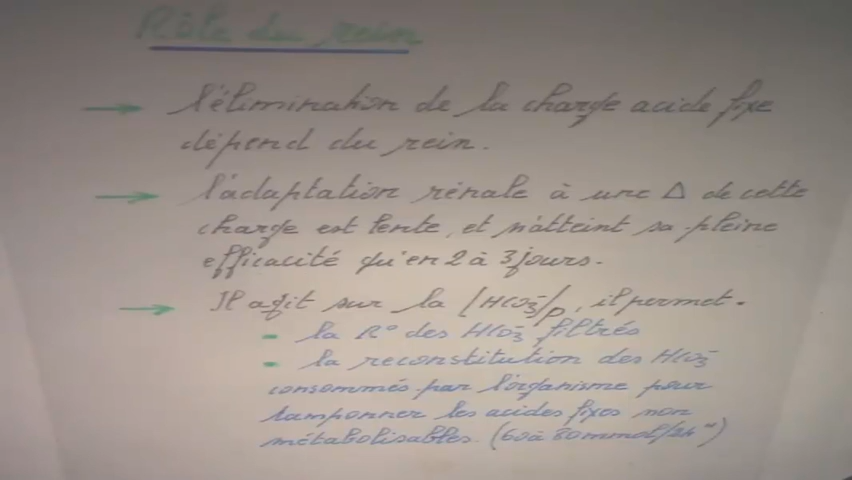 Rôle du rein
→ L'élimination de la charge acide fixe
dépend du rein.
→ L'adaptation rénale à une Δ de cette
charge est lente, et n'atteint sa pleine
efficacité qu'en 2 à 3 jours.
→ Il agit sur la [HCO3-]p, il permet.
- la R° des HCO3- filtrés
- la reconstitution des HCO3-
consommés par l'organisme pour
tamponner les acides fixes non
métabolisables. (60 à 80 mmol/24H)